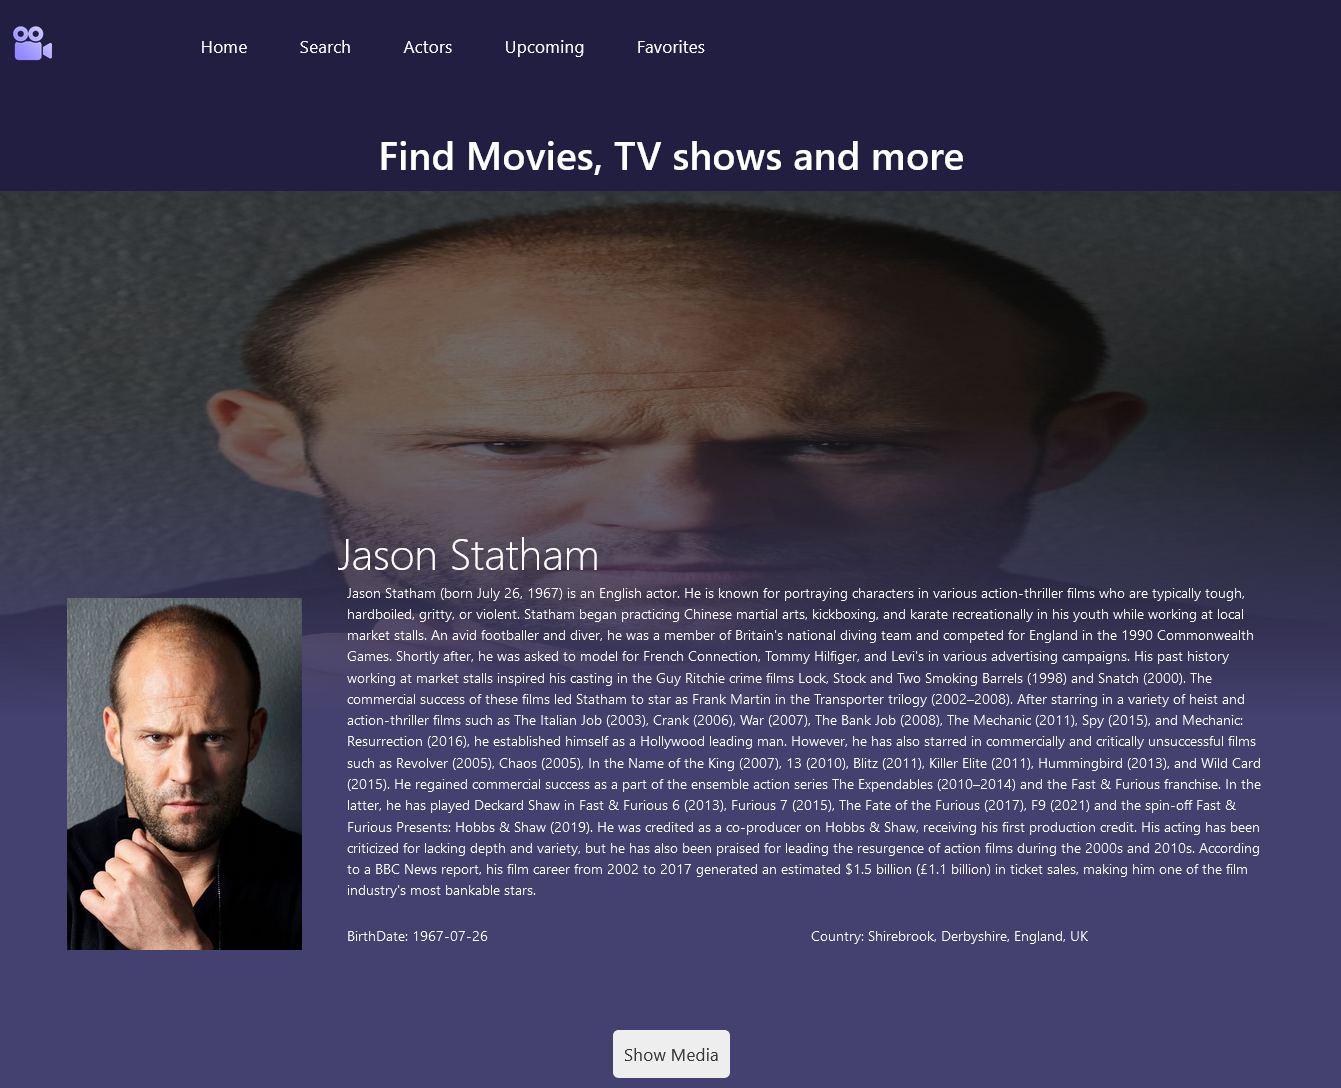 Home Search Actors Upcoming Favorites
Find Movies, TV shows and more
Jason Statham
Jason Statham (born July 26, 1967) is an English actor. He is known for portraying characters in various action-thriller films who are typically tough,
hardboiled, gritty, or violent. Statham began practicing Chinese martial arts, kickboxing, and karate recreationally in his youth while working at local
market stalls. An avid footballer and diver, he was a member of Britain's national diving team and competed for England in the 1990 Commonwealth
Games. Shortly after, he was asked to model for French Connection, Tommy Hilfiger, and Levi's in various advertising campaigns. His past history
working at market stalls inspired his casting in the Guy Ritchie crime films Lock, Stock and Two Smoking Barrels (1998) and Snatch (2000). The
commercial success of these films led Statham to star as Frank Martin in the Transporter trilogy (2002–2008). After starring in a variety of heist and
action-thriller films such as The Italian Job (2003), Crank (2006), War (2007), The Bank Job (2008), The Mechanic (2011), Spy (2015), and Mechanic:
Resurrection (2016), he established himself as a Hollywood leading man. However, he has also starred in commercially and critically unsuccessful films
such as Revolver (2005), Chaos (2005), In the Name of the King (2007), 13 (2010), Blitz (2011), Killer Elite (2011), Hummingbird (2013), and Wild Card
(2015). He regained commercial success as a part of the ensemble action series The Expendables (2010–2014) and the Fast & Furious franchise. In the
latter, he has played Deckard Shaw in Fast & Furious 6 (2013), Furious 7 (2015), The Fate of the Furious (2017), F9 (2021) and the spin-off Fast &
Furious Presents: Hobbs & Shaw (2019). He was credited as a co-producer on Hobbs & Shaw, receiving his first production credit. His acting has been
criticized for lacking depth and variety, but he has also been praised for leading the resurgence of action films during the 2000s and 2010s. According
to a BBC News report, his film career from 2002 to 2017 generated an estimated $1.5 billion (£1.1 billion) in ticket sales, making him one of the film
industry's most bankable stars.
BirthDate: 1967-07-26 Country: Shirebrook, Derbyshire, England, UK
Show Media